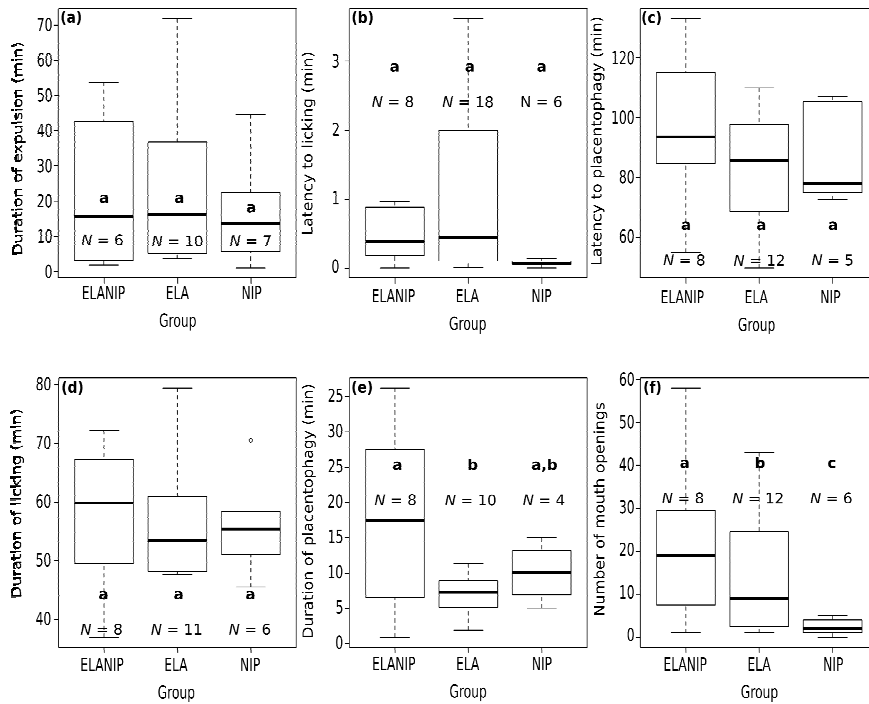 (a)
Duration of expulsion (min)
70
60
50
40
30
20
10
0
a a a
N = 6 N = 10 N = 7
ELANIP ELA NIP
Group
(b)
Latency to licking (min)
3
2
1
0
a a a
N = 8 N = 18 N = 6
ELANIP ELA NIP
Group
(c)
Latency to placentophagy (min)
120
100
80
60
a a a
N = 8 N = 12 N = 5
ELANIP ELA NIP
Group
(d)
Duration of licking (min)
80
70
60
50
40
a a a
N = 8 N = 11 N = 6
ELANIP ELA NIP
Group
(e)
Duration of placentophagy (min)
25
20
15
10
5
0
a b a,b
N = 8 N = 10 N = 4
ELANIP ELA NIP
Group
(f)
Number of mouth openings
60
50
40
30
20
10
0
a b c
N = 8 N = 12 N = 6
ELANIP ELA NIP
Group